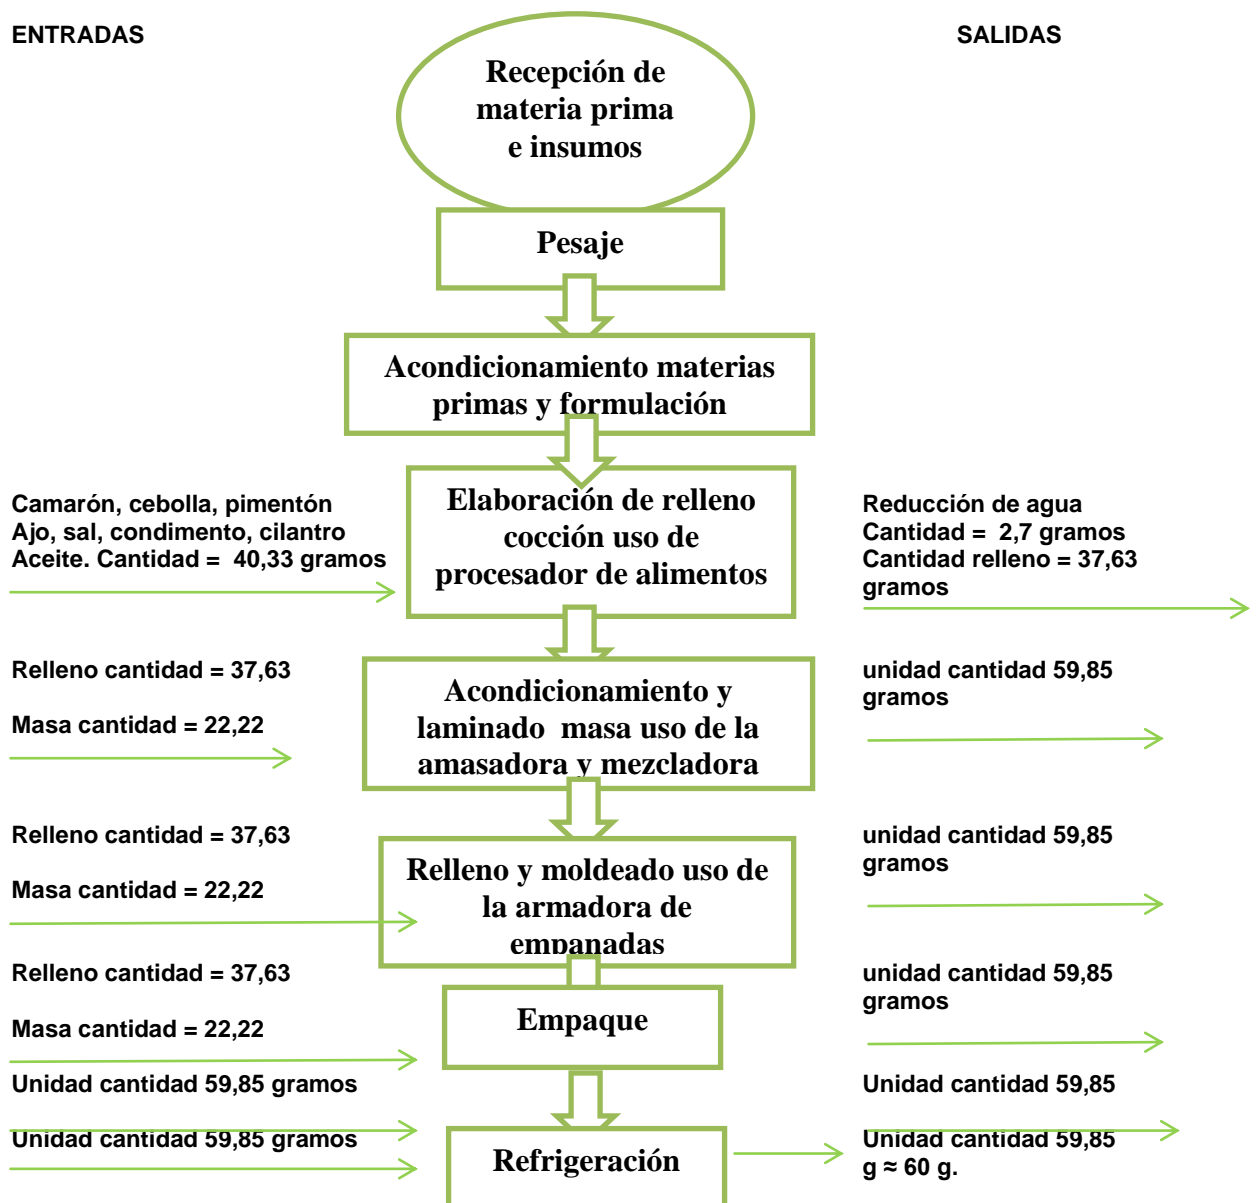 ENTRADAS
SALIDAS
Recepción de
materia prima
e insumos
Pesaje
Acondicionamiento materias
primas y formulación
Camarón, cebolla, pimentón
Ajo, sal, condimento, cilantro
Aceite. Cantidad = 40,33 gramos
Elaboración de relleno
cocción uso de
procesador de alimentos
Reducción de agua
Cantidad = 2,7 gramos
Cantidad relleno = 37,63
gramos
Relleno cantidad = 37,63
Masa cantidad = 22,22
Acondicionamiento y
laminado masa uso de la
amasadora y mezcladora
unidad cantidad 59,85
gramos
Relleno cantidad = 37,63
Masa cantidad = 22,22
Relleno y moldeado uso de
la armadora de
empanadas
unidad cantidad 59,85
gramos
Relleno cantidad = 37,63
Masa cantidad = 22,22
Empaque
unidad cantidad 59,85
gramos
Unidad cantidad 59,85 gramos
Unidad cantidad 59,85
Unidad cantidad 59,85 gramos
Refrigeración
Unidad cantidad 59,85
g ≈ 60 g.